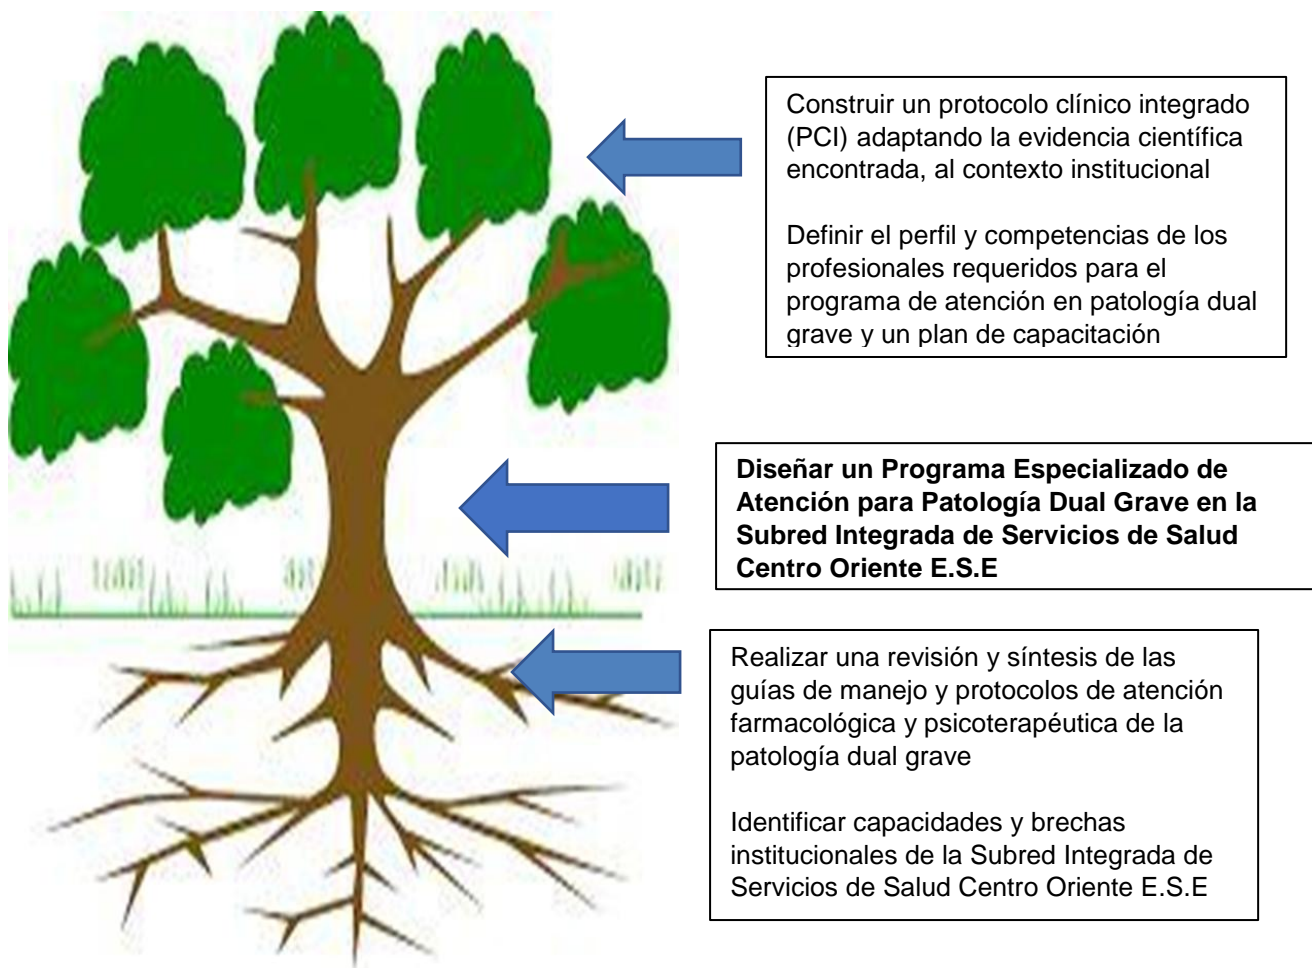 Construir un protocolo clínico integrado
(PCI) adaptando la evidencia científica
encontrada, al contexto institucional
Definir el perfil y competencias de los
profesionales requeridos para el
programa de atención en patología dual
grave y un plan de capacitación
Diseñar un Programa Especializado de
Atención para Patología Dual Grave en la
Subred Integrada de Servicios de Salud
Centro Oriente E.S.E
Realizar una revisión y síntesis de las
guías de manejo y protocolos de atención
farmacológica y psicoterapéutica de la
patología dual grave
Identificar capacidades y brechas
institucionales de la Subred Integrada de
Servicios de Salud Centro Oriente E.S.E